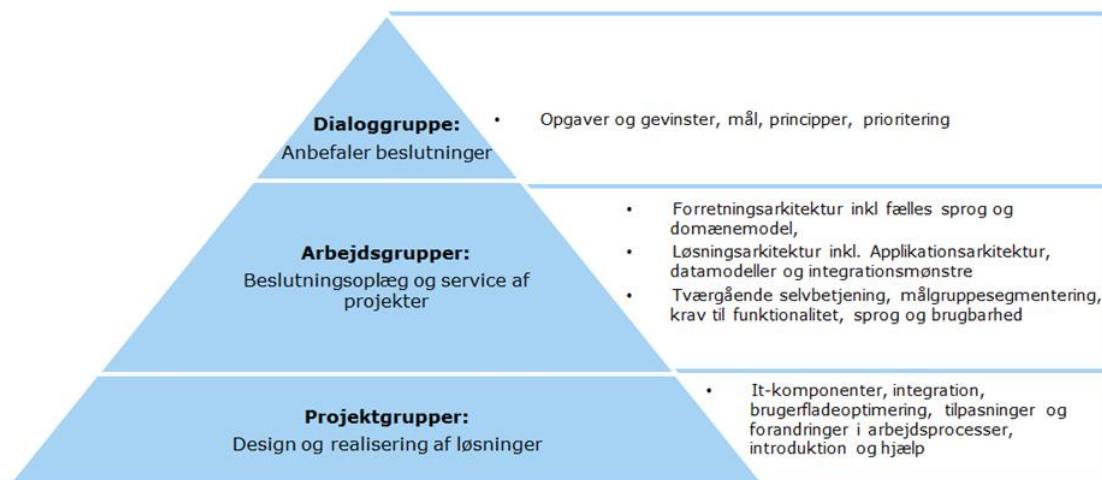 Dialoggruppe:
Anbefaler beslutninger
• Opgaver og gevinster, mål, principper, prioritering
Arbejdsgrupper:
Beslutningsoplæg og service af
projekter
• Forretningsarkitektur inkl fælles sprog og
domænemodel,
• Løsningsarkitektur inkl. Applikationsarkitektur,
datamodeller og integrationsmønstre
• Tværgående selvbetjening, målgruppesegmentering,
krav til funktionalitet, sprog og brugbarhed
Projektgrupper:
Design og realisering af løsninger
• It-komponenter, integration,
brugerfladeoptimering, tilpasninger og
forandringer i arbejdsprocesser,
introduktion og hjælp